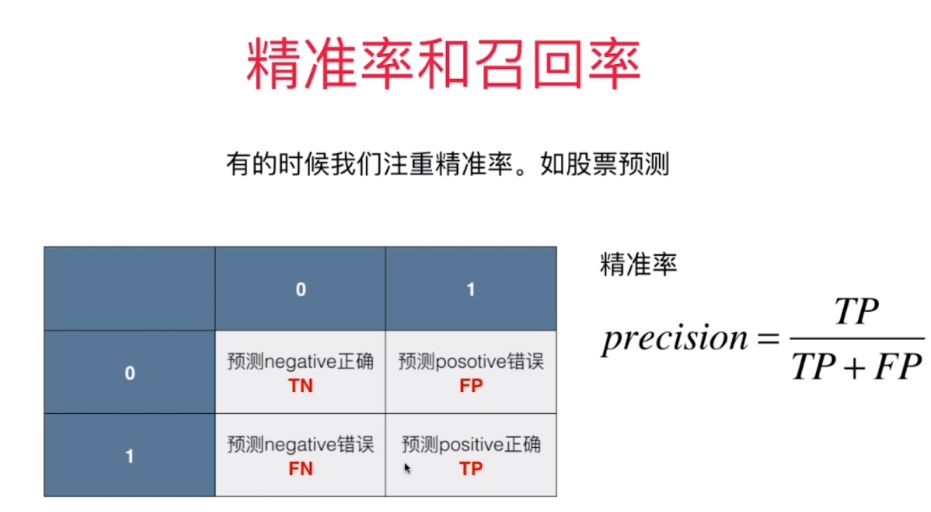 精准率和召回率
有的时候我们注重精准率。如股票预测
0 1
0 预测negative正确 TN 预测posotive错误 FP
1 预测negative错误 FN 预测positive正确 TP
精准率
precision = TP / TP + FP